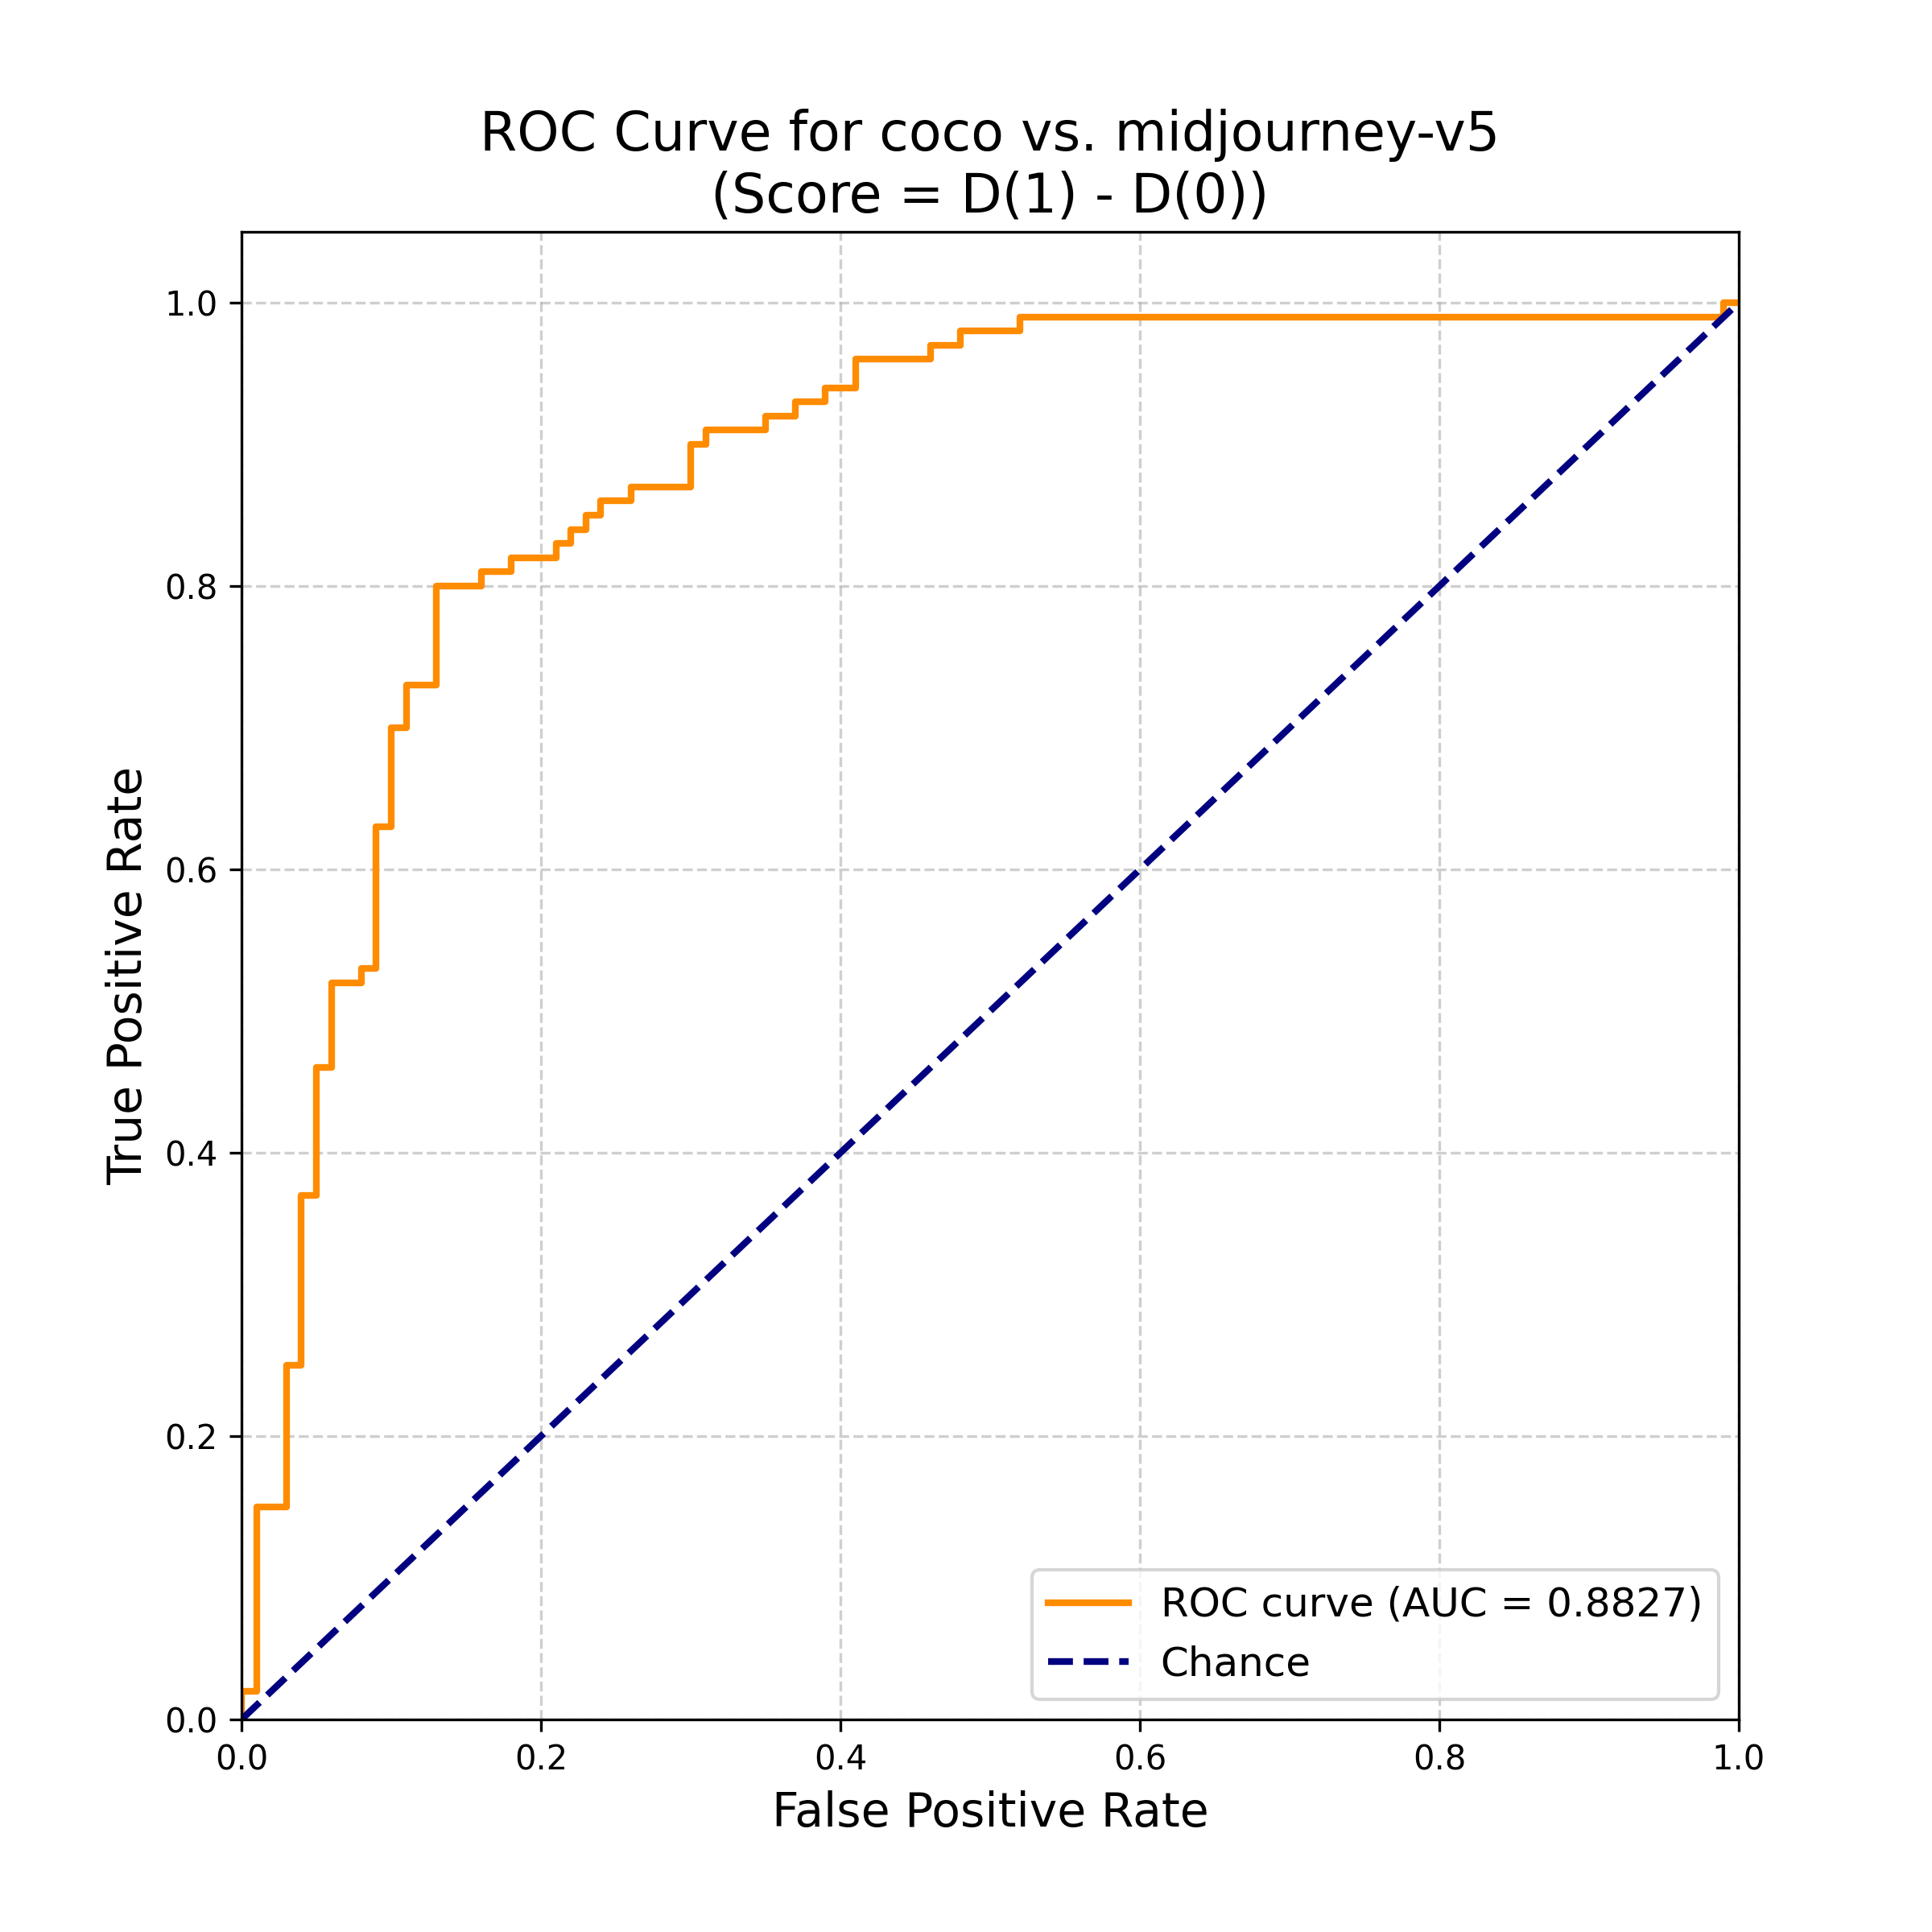 ROC Curve for coco vs. midjourney-v5
(Score = D(1) - D(0))
True Positive Rate
1.0
0.8
0.6
0.4
0.2
0.0
0.0 0.2 0.4 0.6 0.8 1.0
False Positive Rate
ROC curve (AUC = 0.8827)
Chance